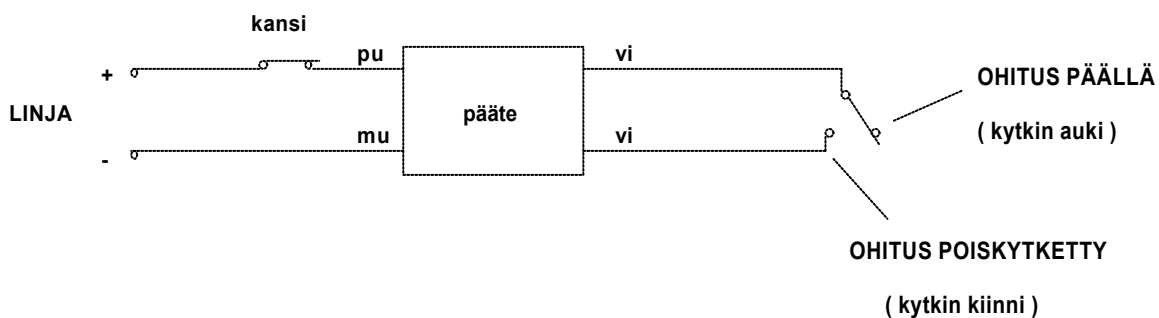 kansi
pu
vi
+
OHITUS PÄÄLLÄ
LINJA
pääte
( kytkin auki )
mu
vi
-
OHITUS POISKYTKETTY
( kytkin kiinni )